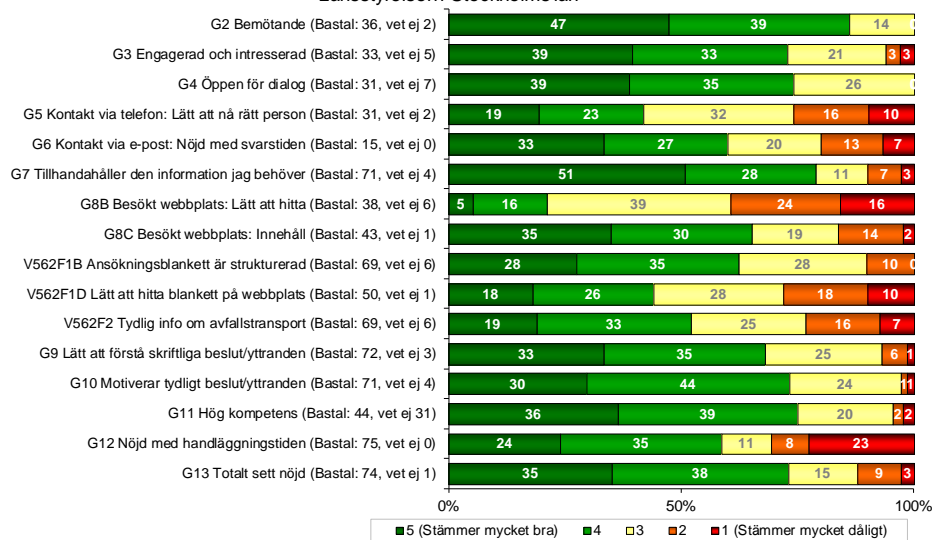 G2 Bemötande (Bastal: 36, vet ej 2) 47 39 14 0
G3 Engagerad och intresserad (Bastal: 33, vet ej 5) 39 33 21 3 3
G4 Öppen för dialog (Bastal: 31, vet ej 7) 39 35 26 0
G5 Kontakt via telefon: Lätt att nå rätt person (Bastal: 31, vet ej 2) 19 23 32 16 10
G6 Kontakt via e-post: Nöjd med svarstiden (Bastal: 15, vet ej 0) 33 27 20 13 7
G7 Tillhandahåller den information jag behöver (Bastal: 71, vet ej 4) 51 28 11 7 3
G8B Besökt webbplats: Lätt att hitta (Bastal: 38, vet ej 6) 5 16 39 24 16
G8C Besökt webbplats: Innehåll (Bastal: 43, vet ej 1) 35 30 19 14 2
V562F1B Ansökningsblankett är strukturerad (Bastal: 69, vet ej 6) 28 35 28 10 0
V562F1D Lätt att hitta blankett på webbplats (Bastal: 50, vet ej 1) 18 26 28 18 10
V562F2 Tydlig info om avfallstransport (Bastal: 69, vet ej 6) 19 33 25 16 7
G9 Lätt att förstå skriftliga beslut/yttranden (Bastal: 72, vet ej 3) 33 35 25 6 1
G10 Motiverar tydligt beslut/yttranden (Bastal: 71, vet ej 4) 30 44 24 1 1
G11 Hög kompetens (Bastal: 44, vet ej 31) 36 39 20 2 2
G12 Nöjd med handläggningstiden (Bastal: 75, vet ej 0) 24 35 11 8 23
G13 Totalt sett nöjd (Bastal: 74, vet ej 1) 35 38 15 9 3
0% 50% 100%
5 (Stämmer mycket bra) 4 3 2 1 (Stämmer mycket dåligt)